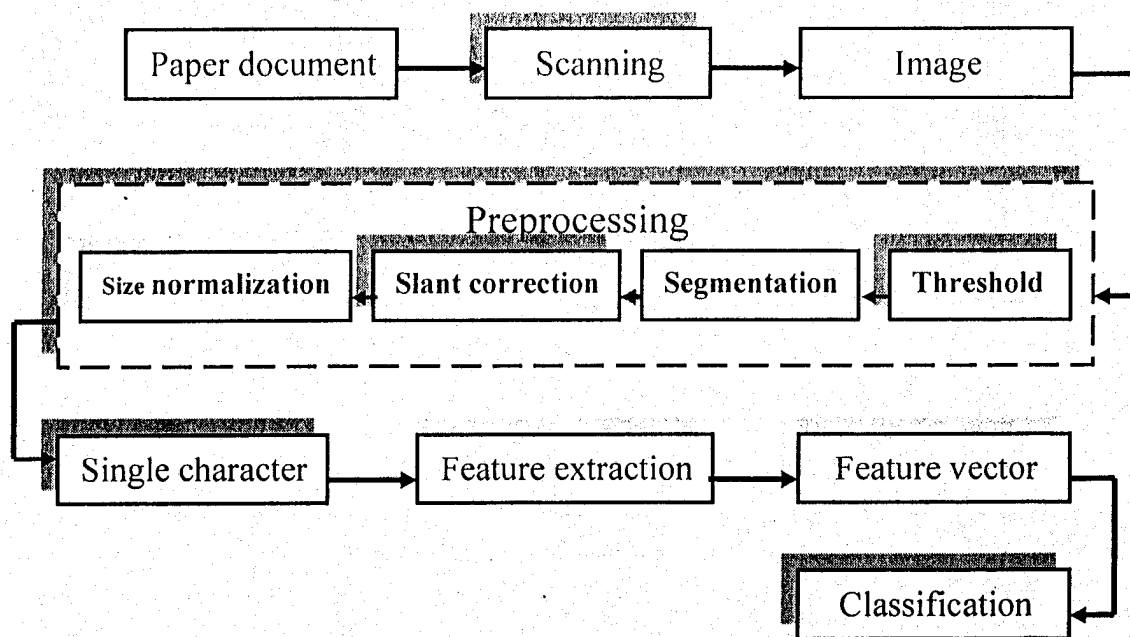 Paper document Scanning Image
Preprocessing
Size normalization Slant correction Segmentation Threshold
Single character Feature extraction Feature vector
Classification